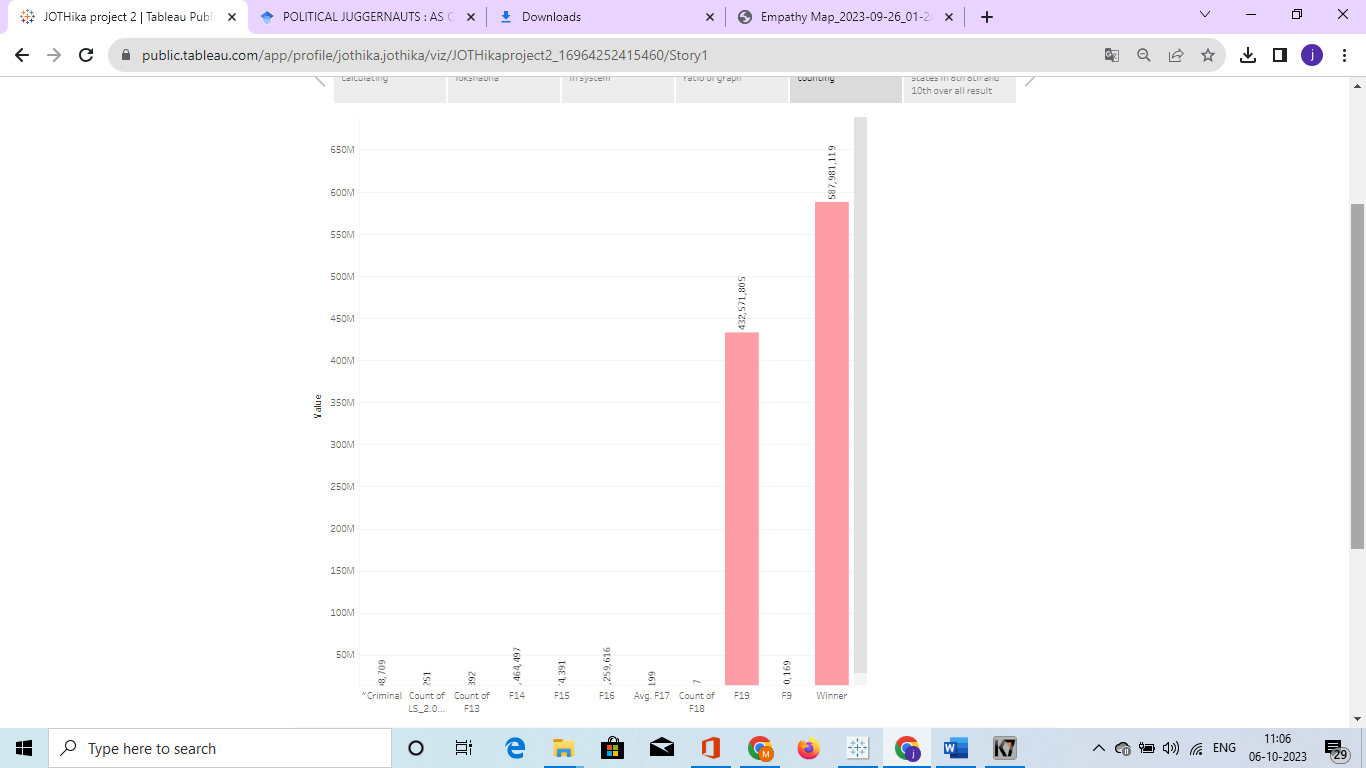 JOTHika project 2 | Tableau Publ
POLITICAL JUGGERNAUTS : AS C
Downloads
Empathy Map_2023-09-26_01-20
public.tableau.com/app/profile/jothika.jothika/viz/JOTHikaproject2_16964252415460/Story1
j
calculating
loksabha
in system
ratio of graph
counting
states in 8th 8th and
10th over all result
650M
600M
550M
500M
450M
400M
350M
300M
250M
200M
150M
100M
50M
Value
8,709
251
392
,464,497
4,391
,259,616
199
7
432,571,805
0,169
587,981,119
"Criminal
Count of
LS_2.0...
Count of
F13
F14
F15
F16
Avg. F17
Count of
F18
F19
F9
Winner
Type here to search
M
j
W
K7
ENG
11:06
06-10-2023
29